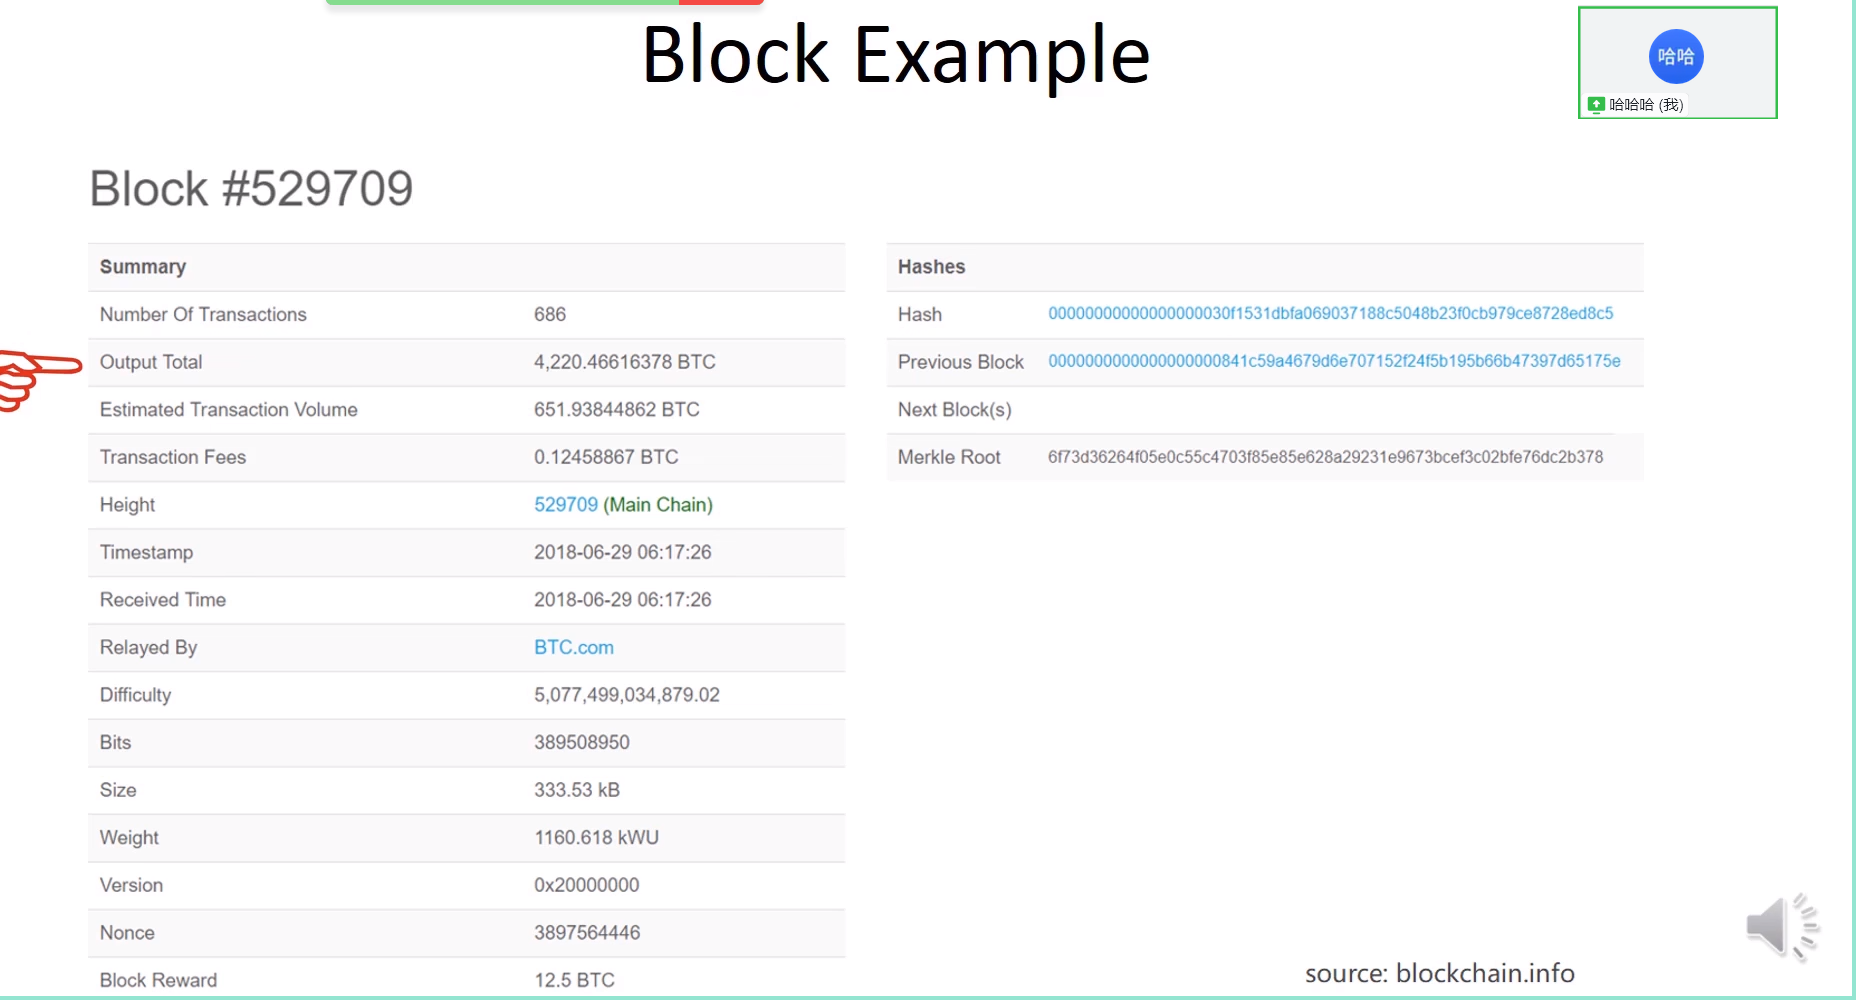 Block Example
哈哈
哈哈哈 (我)
Block #529709
Summary
Number Of Transactions 686
Output Total 4,220.46616378 BTC
Estimated Transaction Volume 651.93844862 BTC
Transaction Fees 0.12458867 BTC
Height 529709 (Main Chain)
Timestamp 2018-06-29 06:17:26
Received Time 2018-06-29 06:17:26
Relayed By BTC.com
Difficulty 5,077,499,034,879.02
Bits 389508950
Size 333.53 kB
Weight 1160.618 kWU
Version 0x20000000
Nonce 3897564446
Block Reward 12.5 BTC
Hashes
Hash 00000000000000000030f1531dbfa069037188c5048b23f0cb979ce8728ed8c5
Previous Block 0000000000000000000841c59a4679d6e707152f24f5b195b66b47397d65175e
Next Block(s)
Merkle Root 6f73d36264f05e0c55c4703f85e85e628a29231e9673bcef3c02bfe76dc2b378
source: blockchain.info